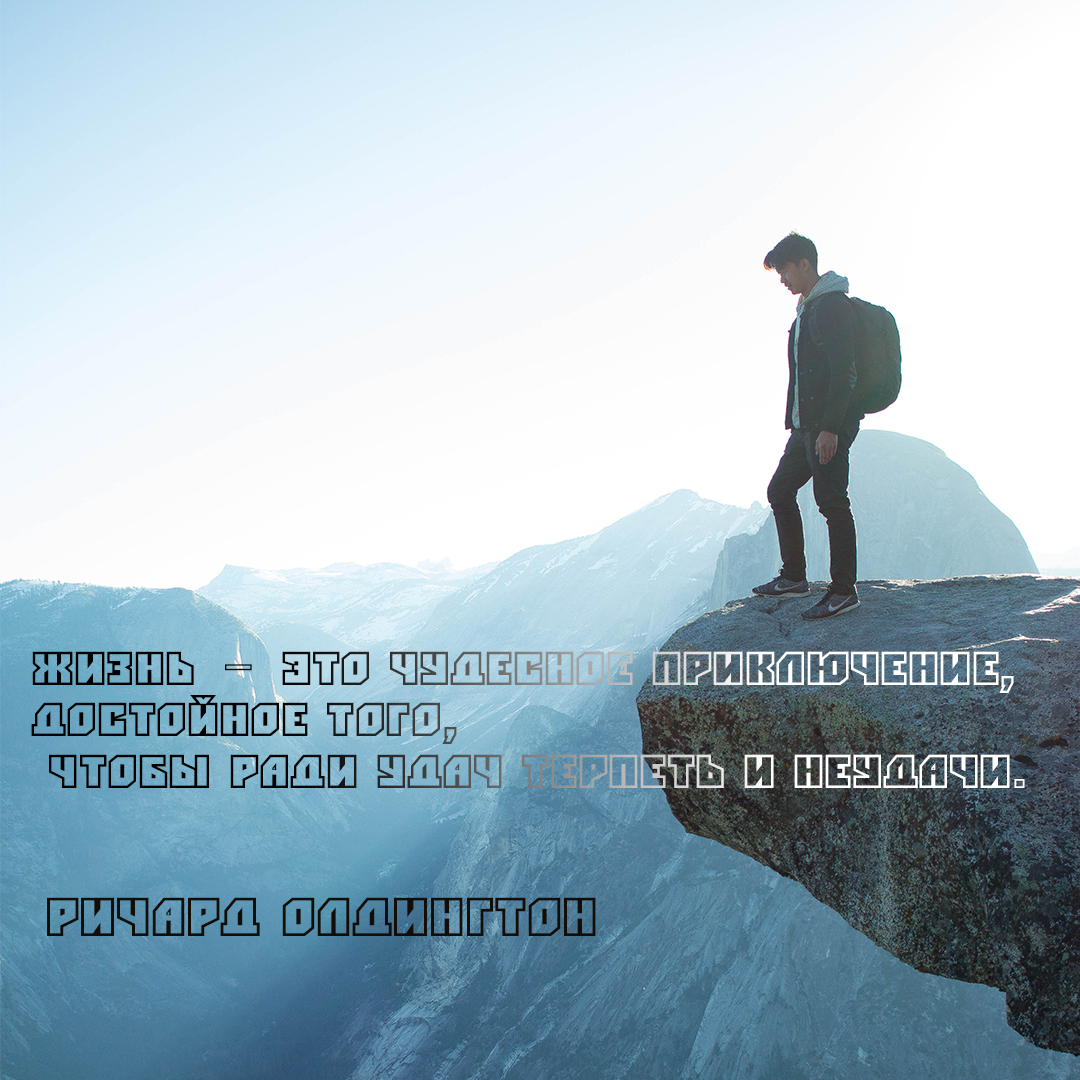 ЖИЗНЬ - ЭТО ЧУДЕСНОЕ ПРИКЛЮЧЕНИЕ,
ДОСТОЙНОЕ ТОГО,
ЧТОБЫ РАДИ УДАЧ ТЕРПЕТЬ И НЕУДАЧИ.
РИЧАРД ОЛДИНГТОН